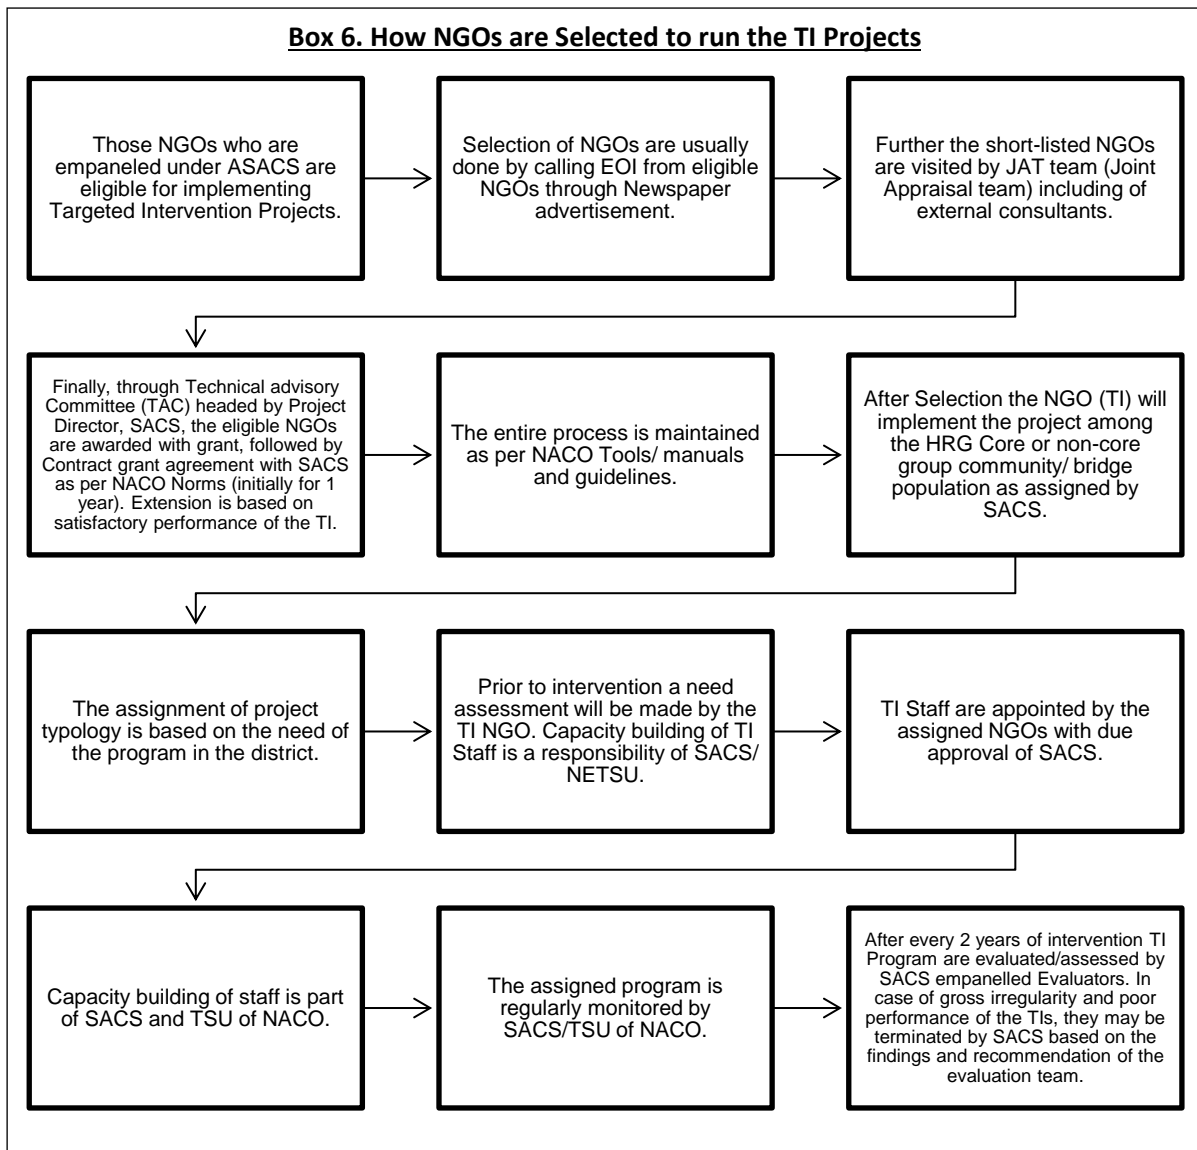 Box 6. How NGOs are Selected to run the TI Projects
Those NGOs who are
empaneled under ASACS are
eligible for implementing
Targeted Intervention Projects.
Selection of NGOs are usually
done by calling EOI from eligible
NGOs through Newspaper
advertisement.
Further the short-listed NGOs
are visited by JAT team (Joint
Appraisal team) including of
external consultants.
Finally, through Technical advisory
Committee (TAC) headed by Project
Director, SACS, the eligible NGOs
are awarded with grant, followed by
Contract grant agreement with SACS
as per NACO Norms (initially for 1
year). Extension is based on
satisfactory performance of the TI.
The entire process is maintained
as per NACO Tools/ manuals
and guidelines.
After Selection the NGO (TI) will
implement the project among
the HRG Core or non-core
group community/ bridge
population as assigned by
SACS.
The assignment of project
typology is based on the need
of the program in the district.
Prior to intervention a need
assessment will be made by the
TI NGO. Capacity building of TI
Staff is a responsibility of SACS/
NETSU.
TI Staff are appointed by the
assigned NGOs with due
approval of SACS.
Capacity building of staff is part
of SACS and TSU of NACO.
The assigned program is
regularly monitored by
SACS/TSU of NACO.
After every 2 years of intervention TI
Program are evaluated/assessed by
SACS empanelled Evaluators. In
case of gross irregularity and poor
performance of the TIs, they may be
terminated by SACS based on the
findings and recommendation of the
evaluation team.